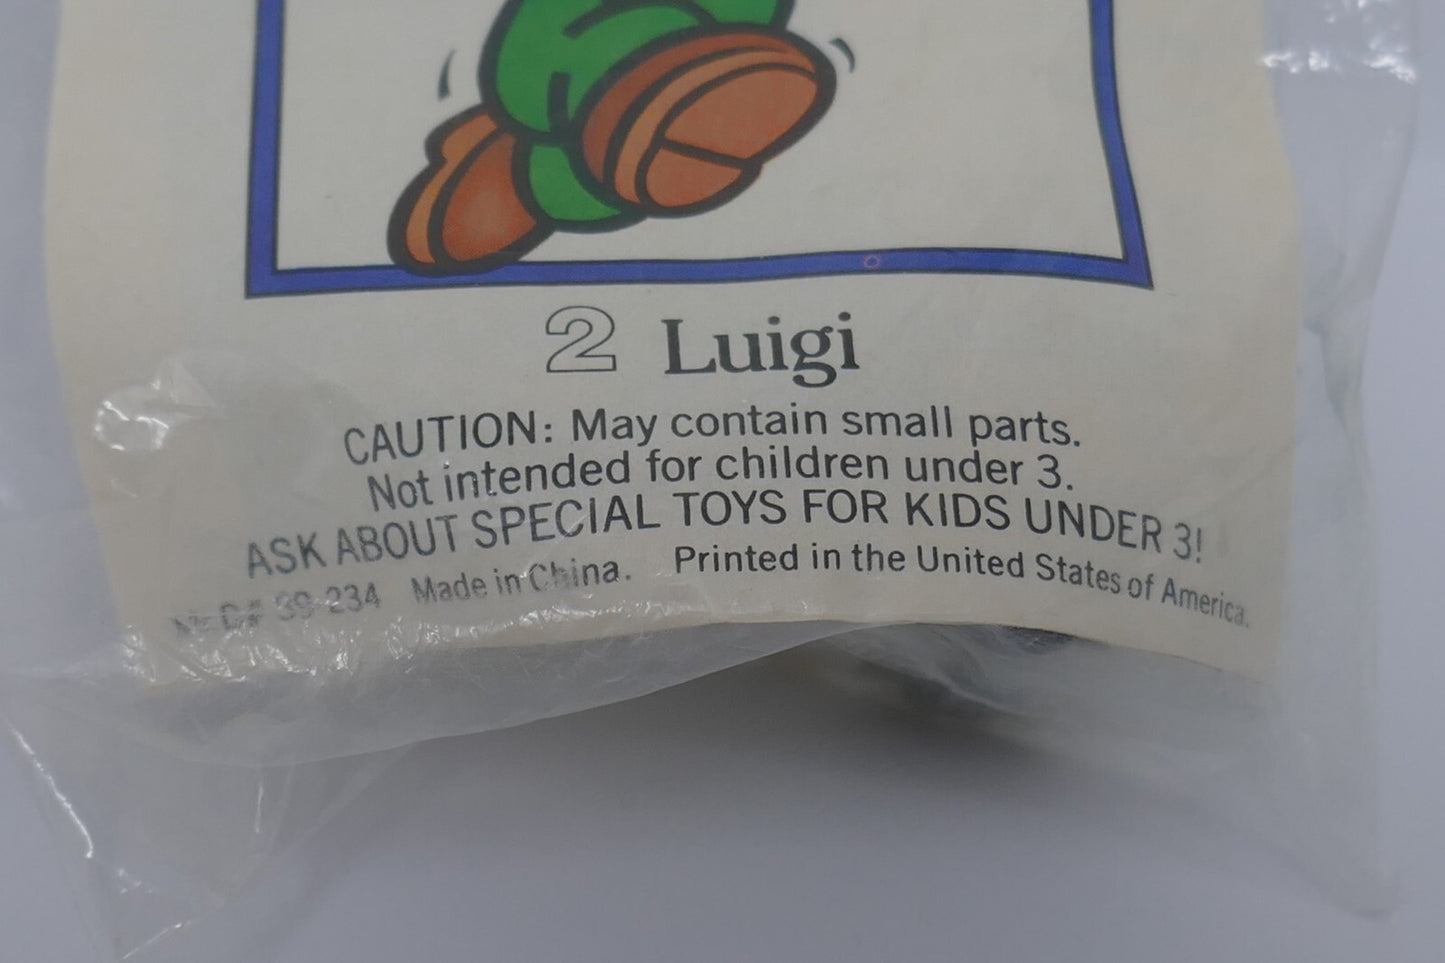 2 Luigi
CAUTION: May contain small parts.
Not intended for children under 3.
ASK ABOUT SPECIAL TOYS FOR KIDS UNDER 3!
234 Made in China. Printed in the United States of America.